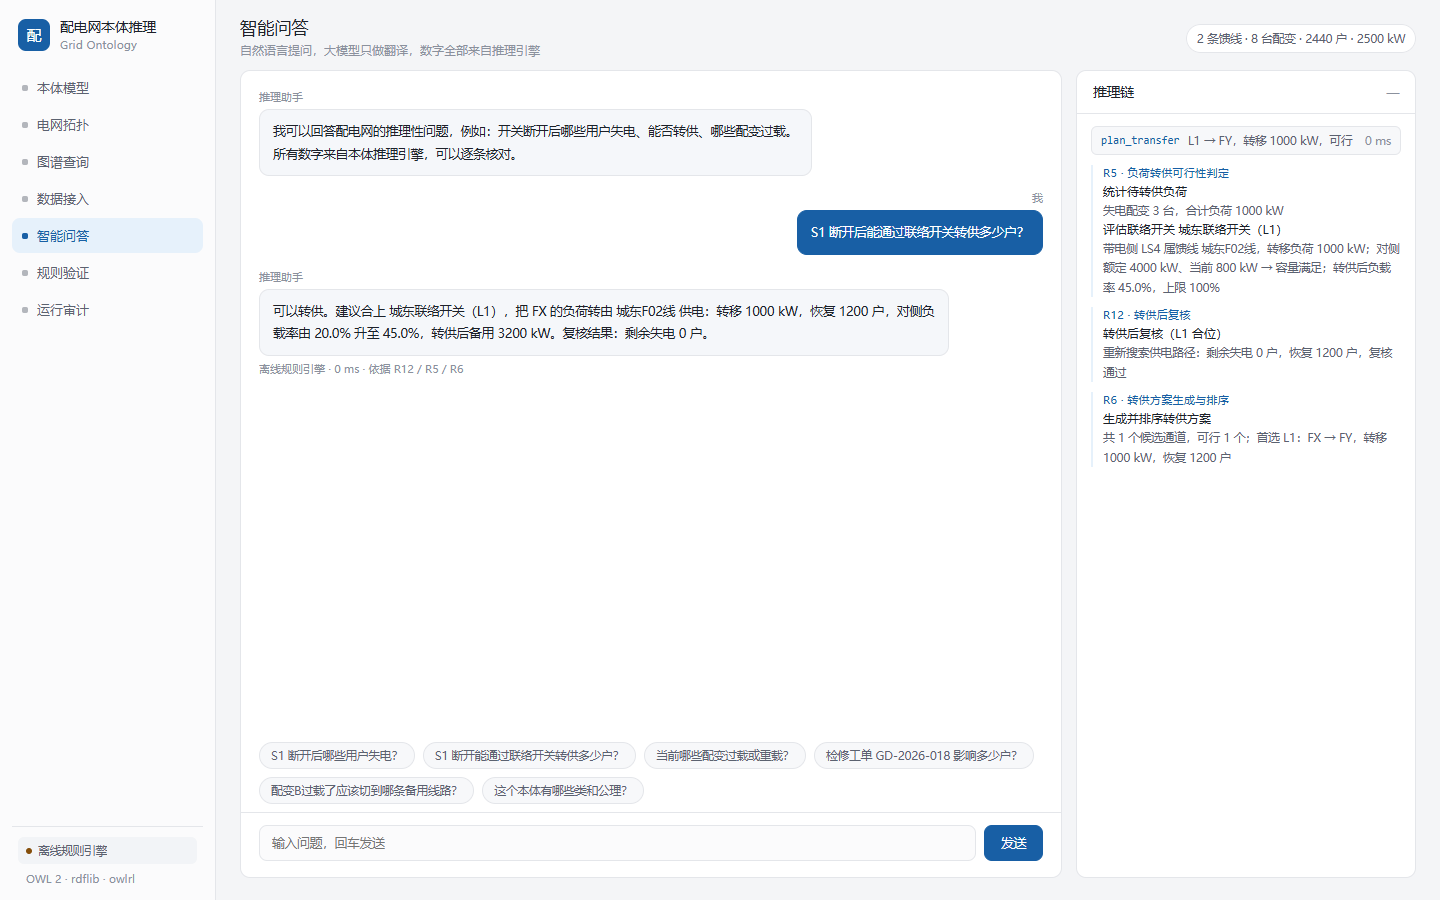 配
配电网本体推理
Grid Ontology
本体模型
电网拓扑
图谱查询
数据接入
智能问答
规则验证
运行审计
离线规则引擎
OWL 2 · rdflib · owlrl
智能问答
自然语言提问，大模型只做翻译，数字全部来自推理引擎
2 条馈线 · 8 台配变 · 2440 户 · 2500 kW
推理助手
我可以回答配电网的推理性问题，例如：开关断开后哪些用户失电、能否转供、哪些配变过载。
所有数字来自本体推理引擎，可以逐条核对。
我
S1 断开后能通过联络开关转供多少户？
推理助手
可以转供。建议合上 城东联络开关（L1），把 FX 的负荷转由 城东F02线 供电：转移 1000 kW，恢复 1200 户，对侧负
载率由 20.0% 升至 45.0%，转供后备用 3200 kW。复核结果：剩余失电 0 户。
离线规则引擎 · 0 ms · 依据 R12 / R5 / R6
S1 断开后哪些用户失电？
S1 断开能通过联络开关转供多少户？
当前哪些配变过载或重载？
检修工单 GD-2026-018 影响多少户？
配变B过载了应该切到哪条备用线路？
这个本体有哪些类和公理？
输入问题，回车发送
发送
推理链
—
plan_transfer L1 → FY，转移 1000 kW，可行 0 ms
R5 · 负荷转供可行性判定
统计待转供负荷
失电配变 3 台，合计负荷 1000 kW
评估联络开关 城东联络开关（L1）
带电侧 LS4 属馈线 城东F02线，转移负荷 1000 kW；对侧
额定 4000 kW、当前 800 kW → 容量满足；转供后负载
率 45.0%，上限 100%
R12 · 转供后复核
转供后复核（L1 合位）
重新搜索供电路径：剩余失电 0 户，恢复 1200 户，复核
通过
R6 · 转供方案生成与排序
生成并排序转供方案
共 1 个候选通道，可行 1 个；首选 L1：FX → FY，转移
1000 kW，恢复 1200 户